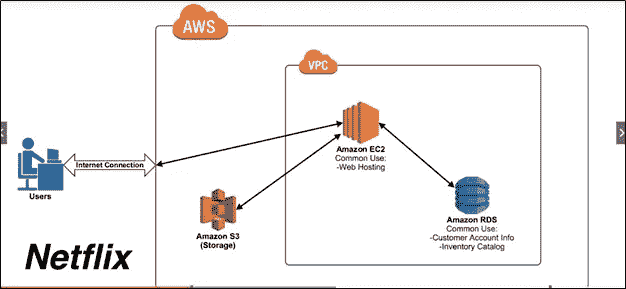 AWS
VPC
Amazon EC2
Common Use:
-Web Hosting
Internet Connection
Users
Amazon S3
(Storage)
Amazon RDS
Common Use:
-Customer Account Info
-Inventory Catalog
Netflix